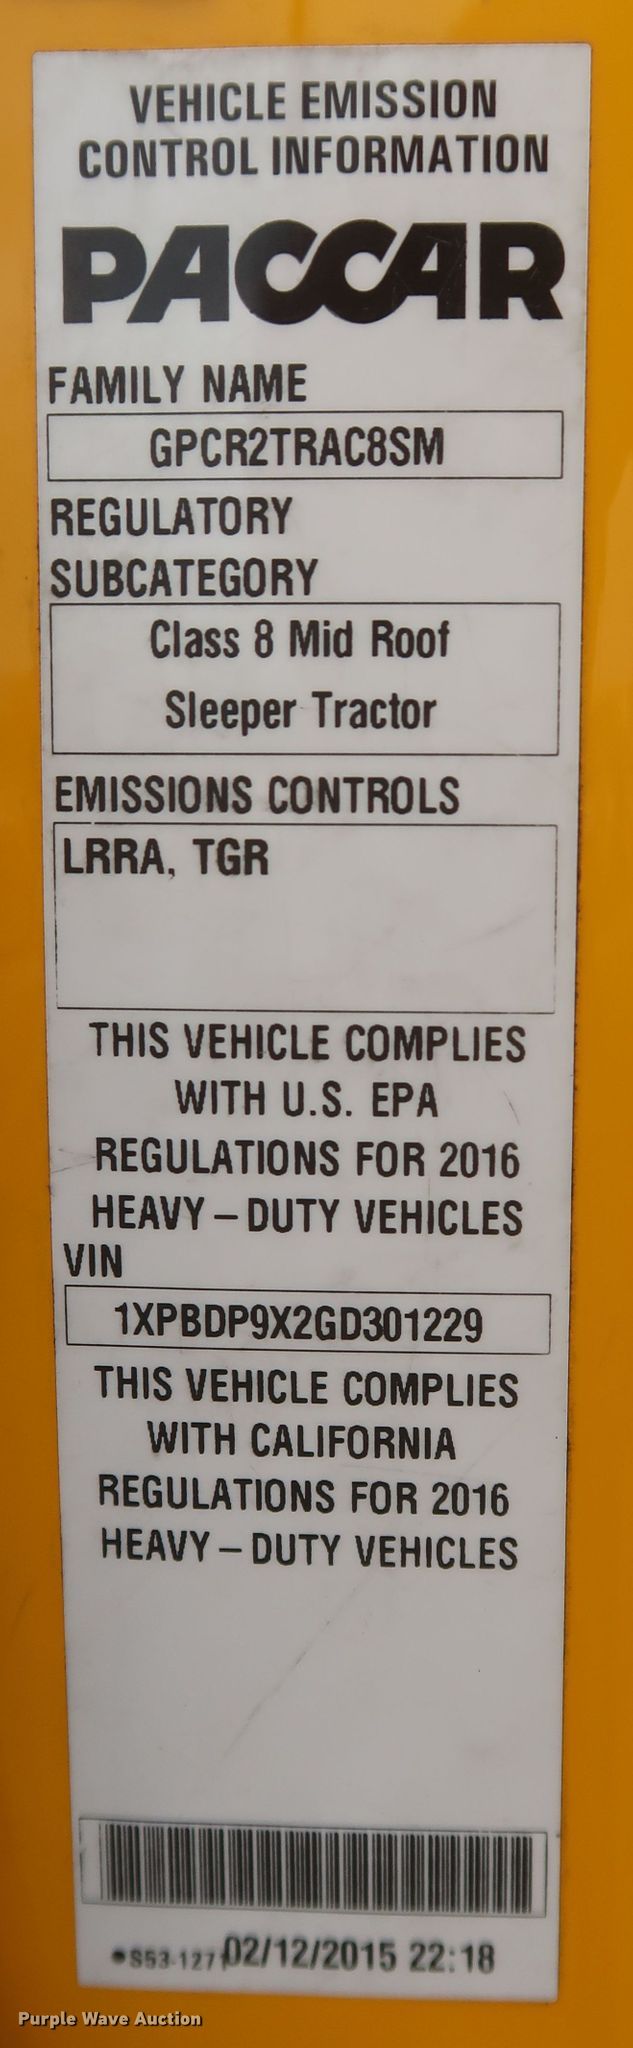 VEHICLE EMISSION
CONTROL INFORMATION
PACCAR
FAMILY NAME
GPCR2TRAC8SM
REGULATORY
SUBCATEGORY
Class 8 Mid Roof
Sleeper Tractor
EMISSIONS CONTROLS
LRRA, TGR
THIS VEHICLE COMPLIES
WITH U.S. EPA
REGULATIONS FOR 2016
HEAVY – DUTY VEHICLES
VIN
1XPBDP9X2GD301229
THIS VEHICLE COMPLIES
WITH CALIFORNIA
REGULATIONS FOR 2016
HEAVY – DUTY VEHICLES
02/12/2015 22:18
Purple Wave Auction